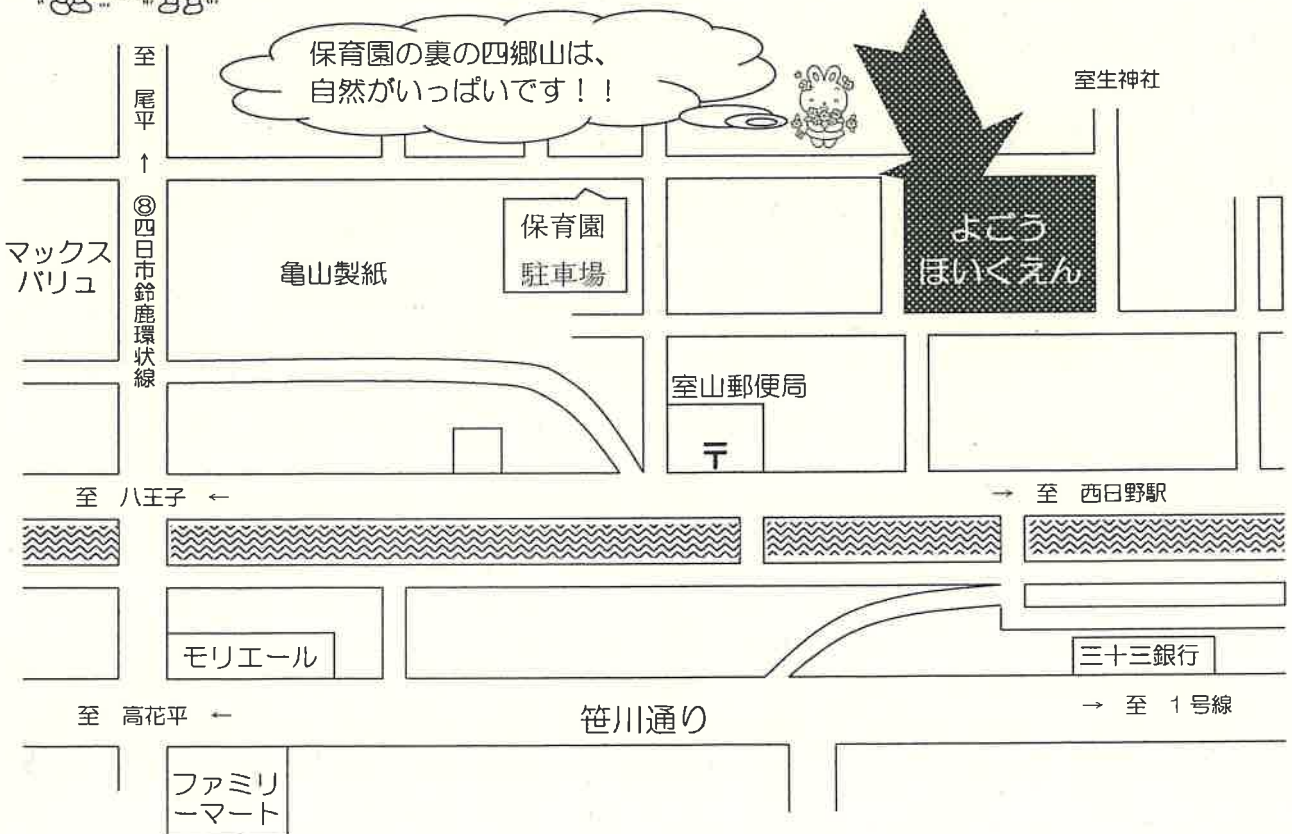 保育園の裏の四郷山は、
自然がいっぱいです！！
至 尾平
↑
⑧四日市鈴鹿環状線
室生神社
マックス
バリュ
亀山製紙
保育園
駐車場
よごう
ほいくえん
室山郵便局
〒
至 八王子 ←
→ 至 西日野駅
モリエール
三十三銀行
至 高花平 ←
笹川通り
→ 至 1号線
ファミリ
ーマート